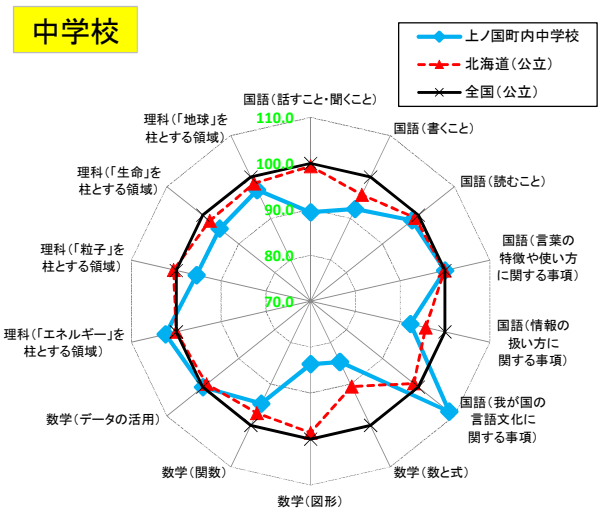 中学校
上ノ国町内中学校
北海道(公立)
全国(公立)
国語(話すこと・聞くこと)
国語(書くこと)
国語(読むこと)
国語(言葉の
特徴や使い方
に関する事項)
国語(情報の
扱い方に
関する事項)
国語(我が国の
言語文化に
関する事項)
数学(数と式)
数学(図形)
数学(関数)
数学(データの活用)
理科(「エネルギー」を
柱とする領域)
理科(「粒子」を
柱とする領域)
理科(「生命」を
柱とする領域)
理科(「地球」を
柱とする領域)
110.0
100.0
90.0
80.0
70.0